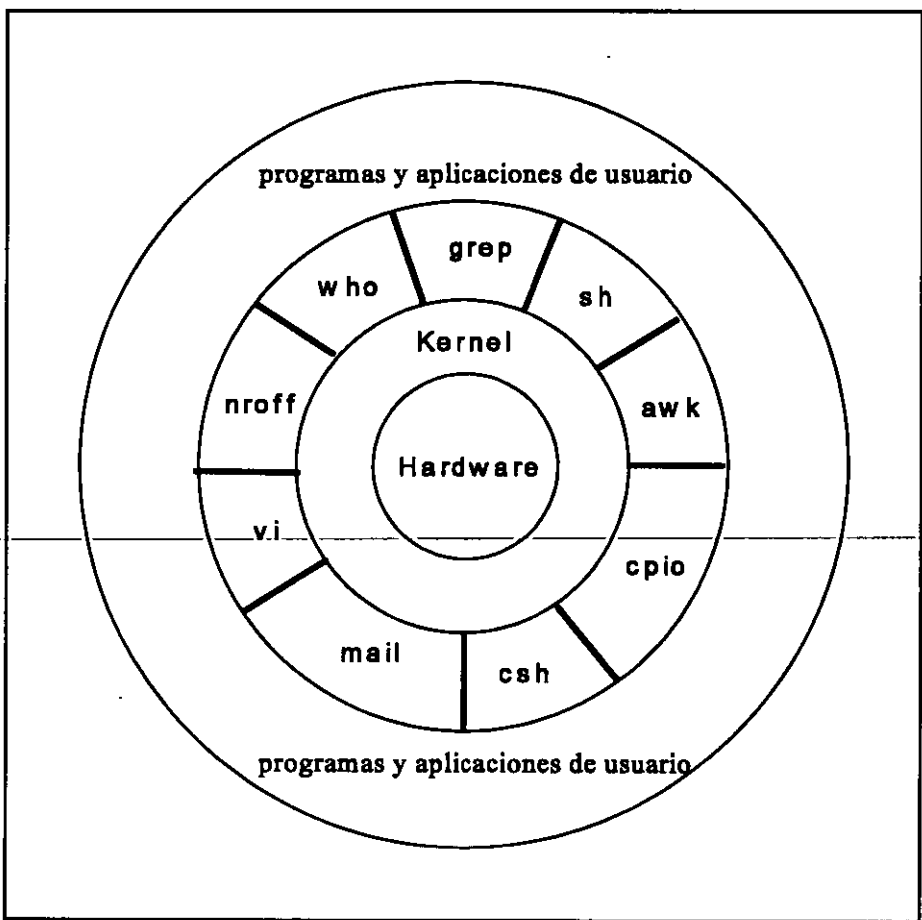 programas y aplicaciones de usuario
grep
who
sh
Kernel
nroff
awk
Hardware
vi
cpio
mail
csh
programas y aplicaciones de usuario